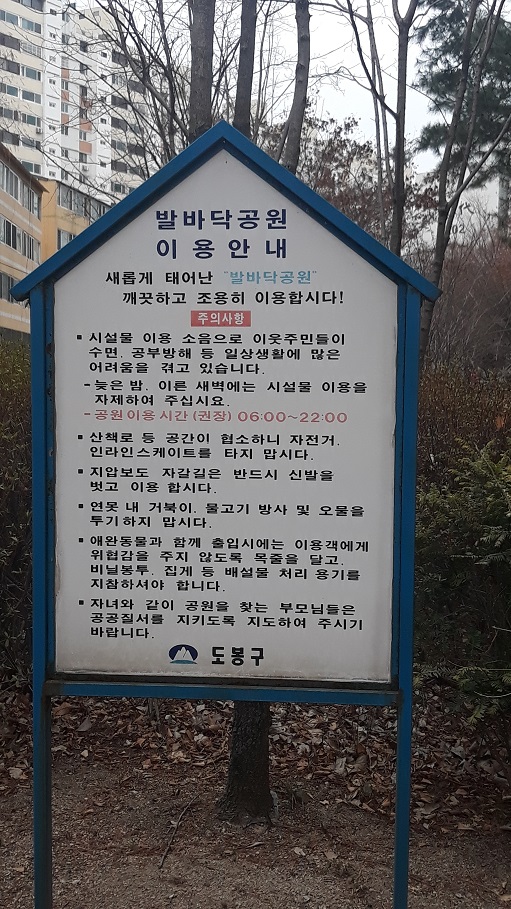 발바닥공원
이용안내
새롭게 태어난 "발바닥공원"
깨끗하고 조용히 이용합시다!
주의사항
▪ 시설물 이용 소음으로 이웃주민들이
수면, 공부방해 등 일상생활에 많은
어려움을 겪고 있습니다.
- 늦은 밤, 이른 새벽에는 시설물 이용을
자제하여 주십시요.
- 공원이용시간 (권장) 06:00~22:00
▪ 산책로 등 공간이 협소하니 자전거,
인라인스케이트를 타지 맙시다.
▪ 지압보도 자갈길은 반드시 신발을
벗고 이용 합시다.
▪ 연못 내 거북이, 물고기 방사 및 오물을
투기하지 맙시다.
▪ 애완동물과 함께 출입시에는 이용객에게
위협감을 주지 않도록 목줄을 달고,
비닐봉투, 집게 등 배설물 처리 용기를
지참하셔야 합니다.
▪ 자녀와 같이 공원을 찾는 부모님들은
공공질서를 지키도록 지도하여 주시기
바랍니다.
도봉구